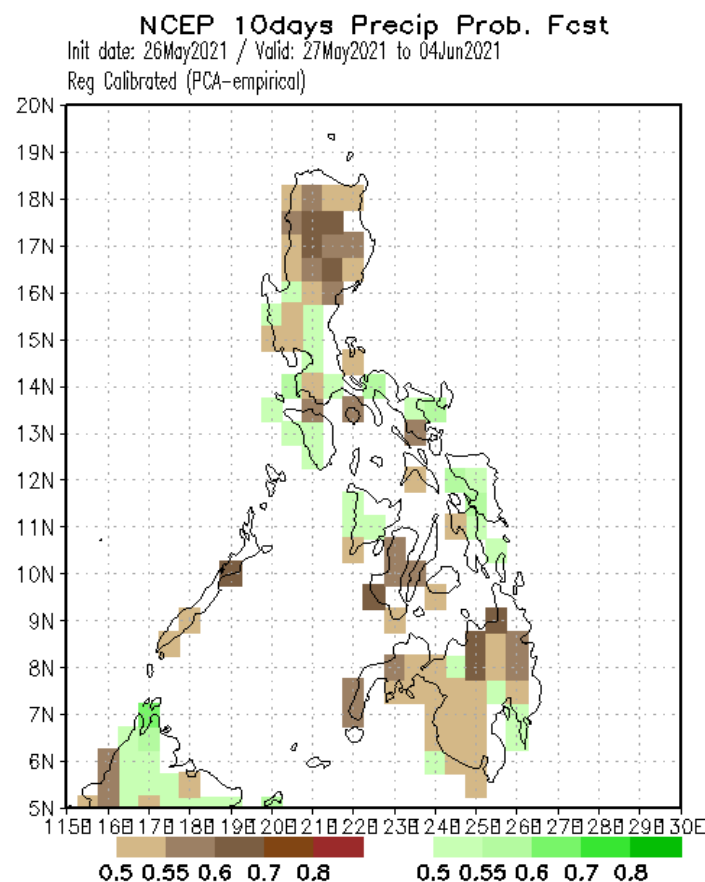 NCEP 10days Precip Prob. Fcst
Init date: 26May2021 / Valid: 27May2021 to 04Jun2021
Reg Calibrated (PCA-empirical)
20N
19N
18N
17N
16N
15N
14N
13N
12N
11N
10N
9N
8N
7N
6N
5N
115E 116E 117E 118E 119E 120E 121E 122E 123E 124E 125E 126E 127E 128E 129E 130E
0.5 0.55 0.6 0.7 0.8 0.5 0.55 0.6 0.7 0.8